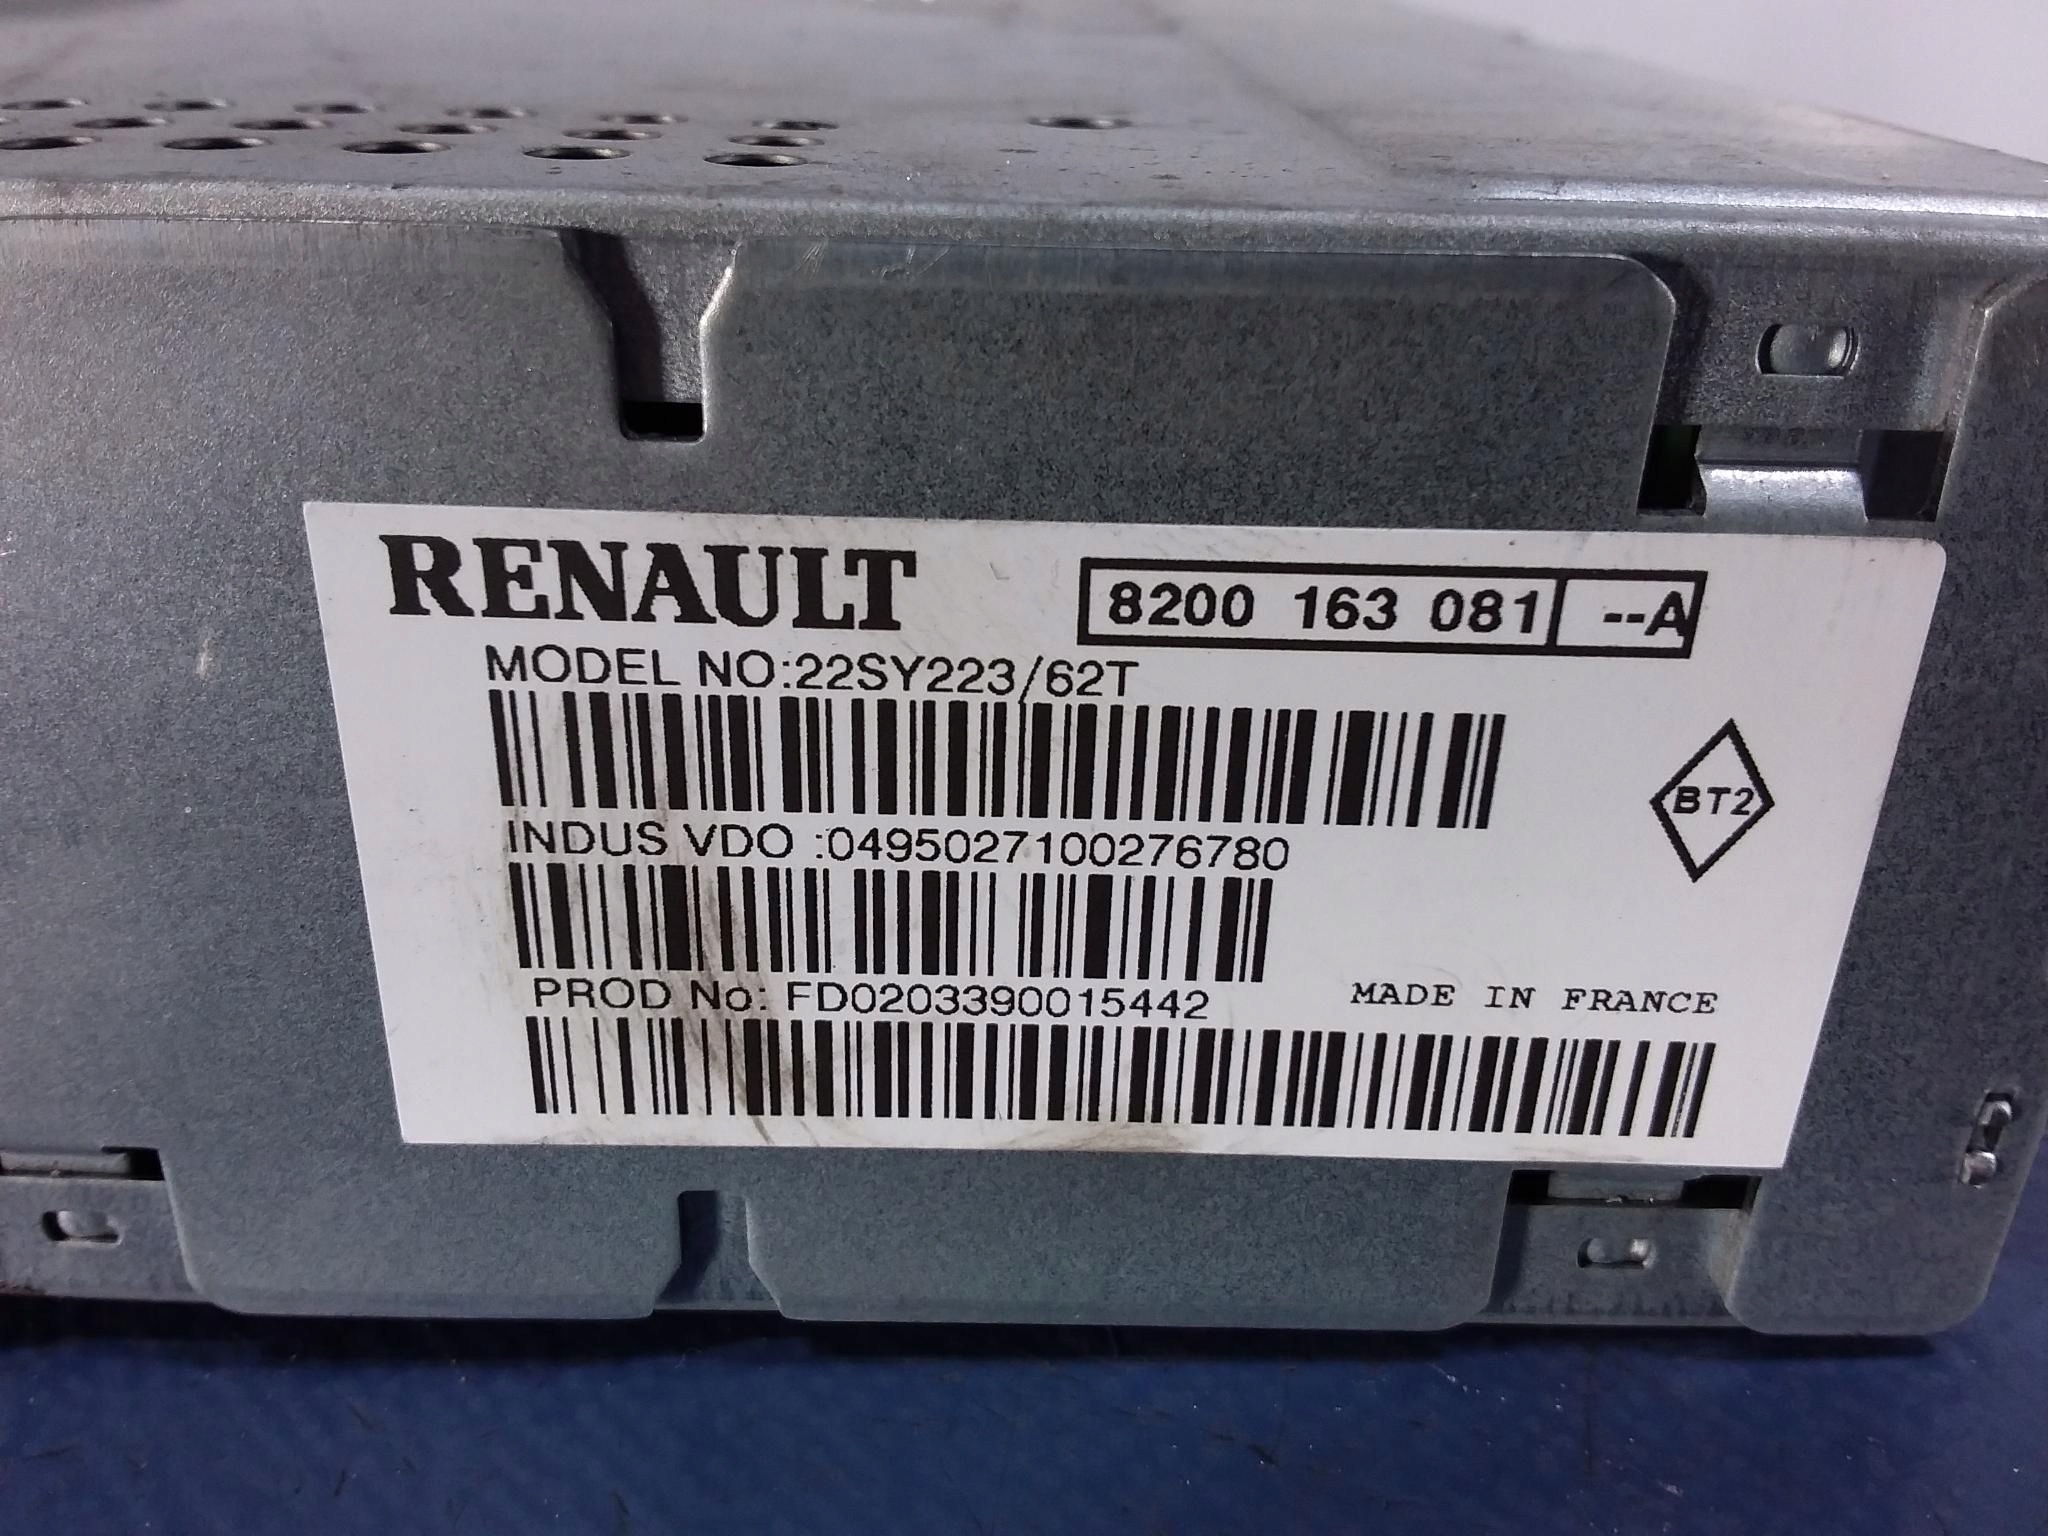 RENAULT
8200 163 081 --A
MODEL NO:22SY223/62T
BT2
INDUS VDO :0495027100276780
PROD No: FD0203390015442
MADE IN FRANCE